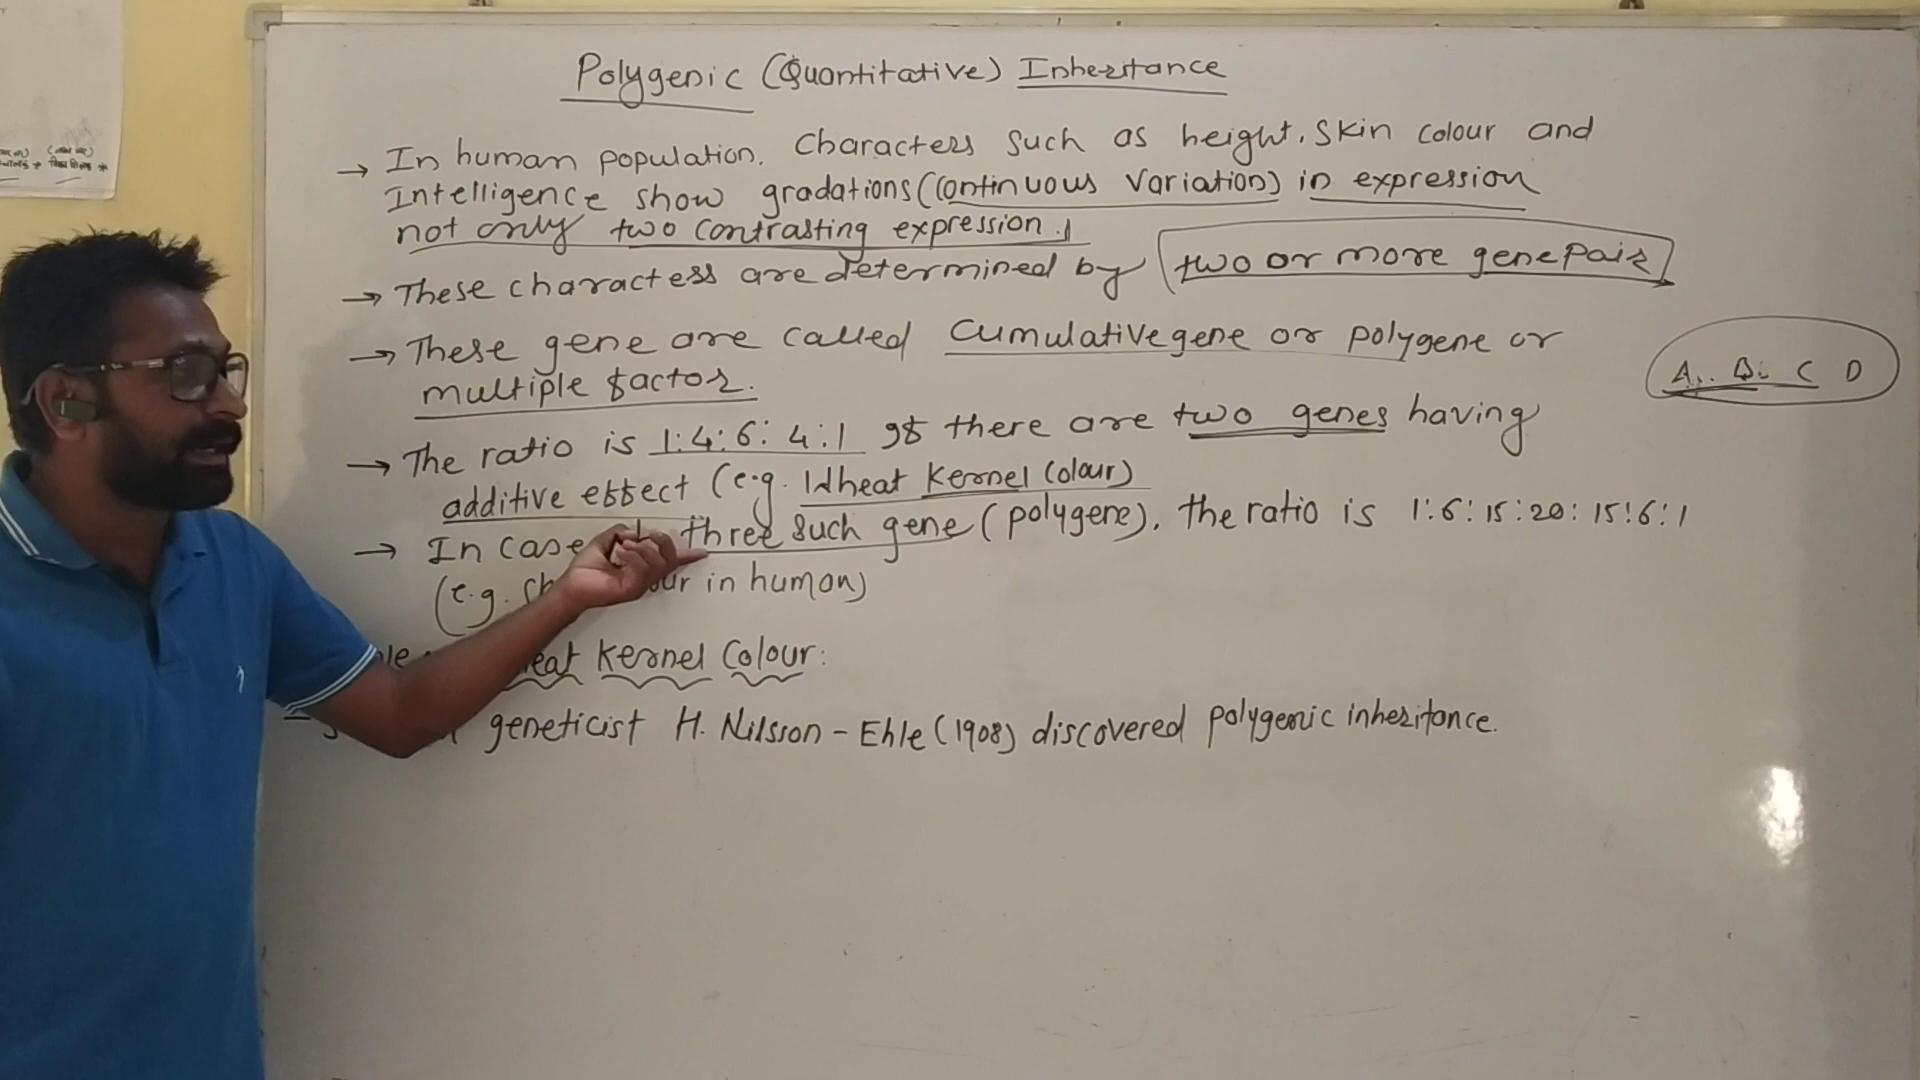 Polygenic (Quantitative) Inheritance
→ In human population, Characters such as height, Skin colour and
Intelligence show gradations (Continuous Variation) in expression
not only two contrasting expression.
→ These characters are determined by two or more gene pair
→ These gene are called Cumulative gene or polygene or
multiple factor.
A B C D
→ The ratio is 1:4:6:4:1 If there are two genes having
additive effect (e.g. Wheat Kernel Colour)
→ In case three such gene (polygene), the ratio is 1:6:15:20:15:6:1
(e.g. in human)
Kernel Colour:
geneticist H. Nilsson-Ehle (1908) discovered polygenic inheritance.